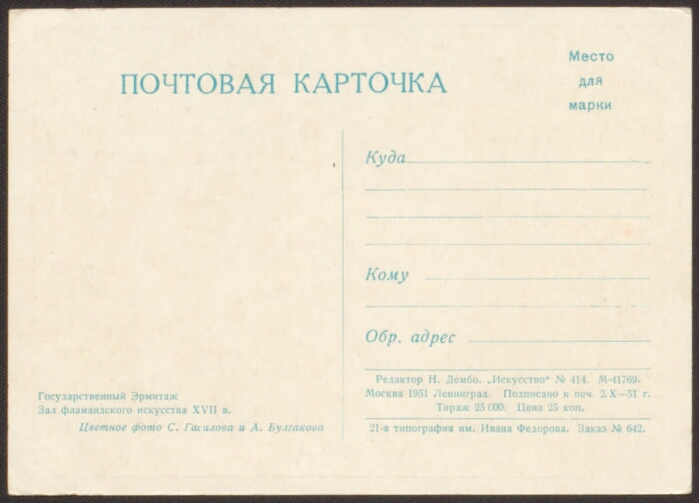 ПОЧТОВАЯ КАРТОЧКА
Место
для
марки
Куда
Кому
Обр. адрес
Государственный Эрмитаж
Зал фламандского искусства XVII в.
Цветное фото С. Гасилова и А. Булгакова
Редактор Н. Дембо. „Искусство“ № 414. М-41769.
Москва 1951 Ленинград. Подписано к печ. 2.X—51 г.
Тираж 25 000. Цена 25 коп.
21-я типография им. Ивана Федорова. Заказ № 642.